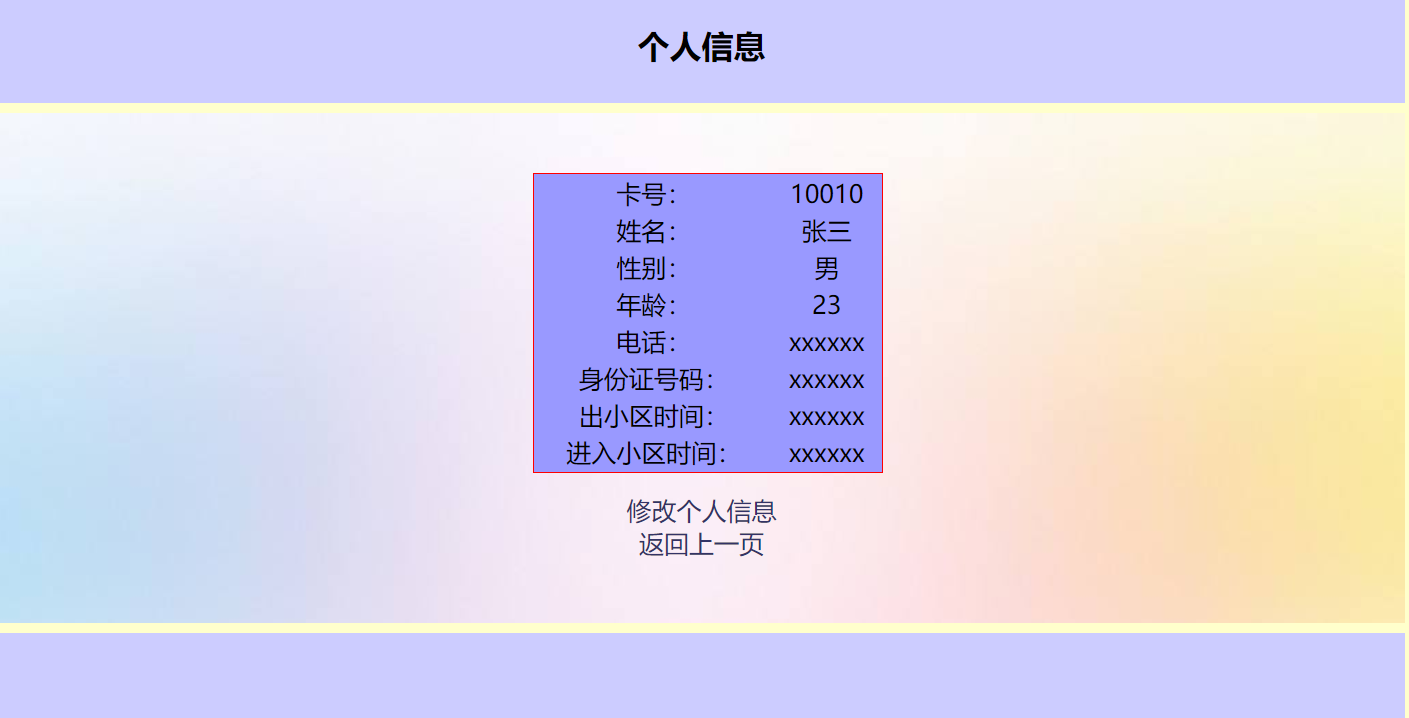 个人信息
卡号： 10010
姓名： 张三
性别： 男
年龄： 23
电话： xxxxxx
身份证号码： xxxxxx
出小区时间： xxxxxx
进入小区时间： xxxxxx
修改个人信息
返回上一页